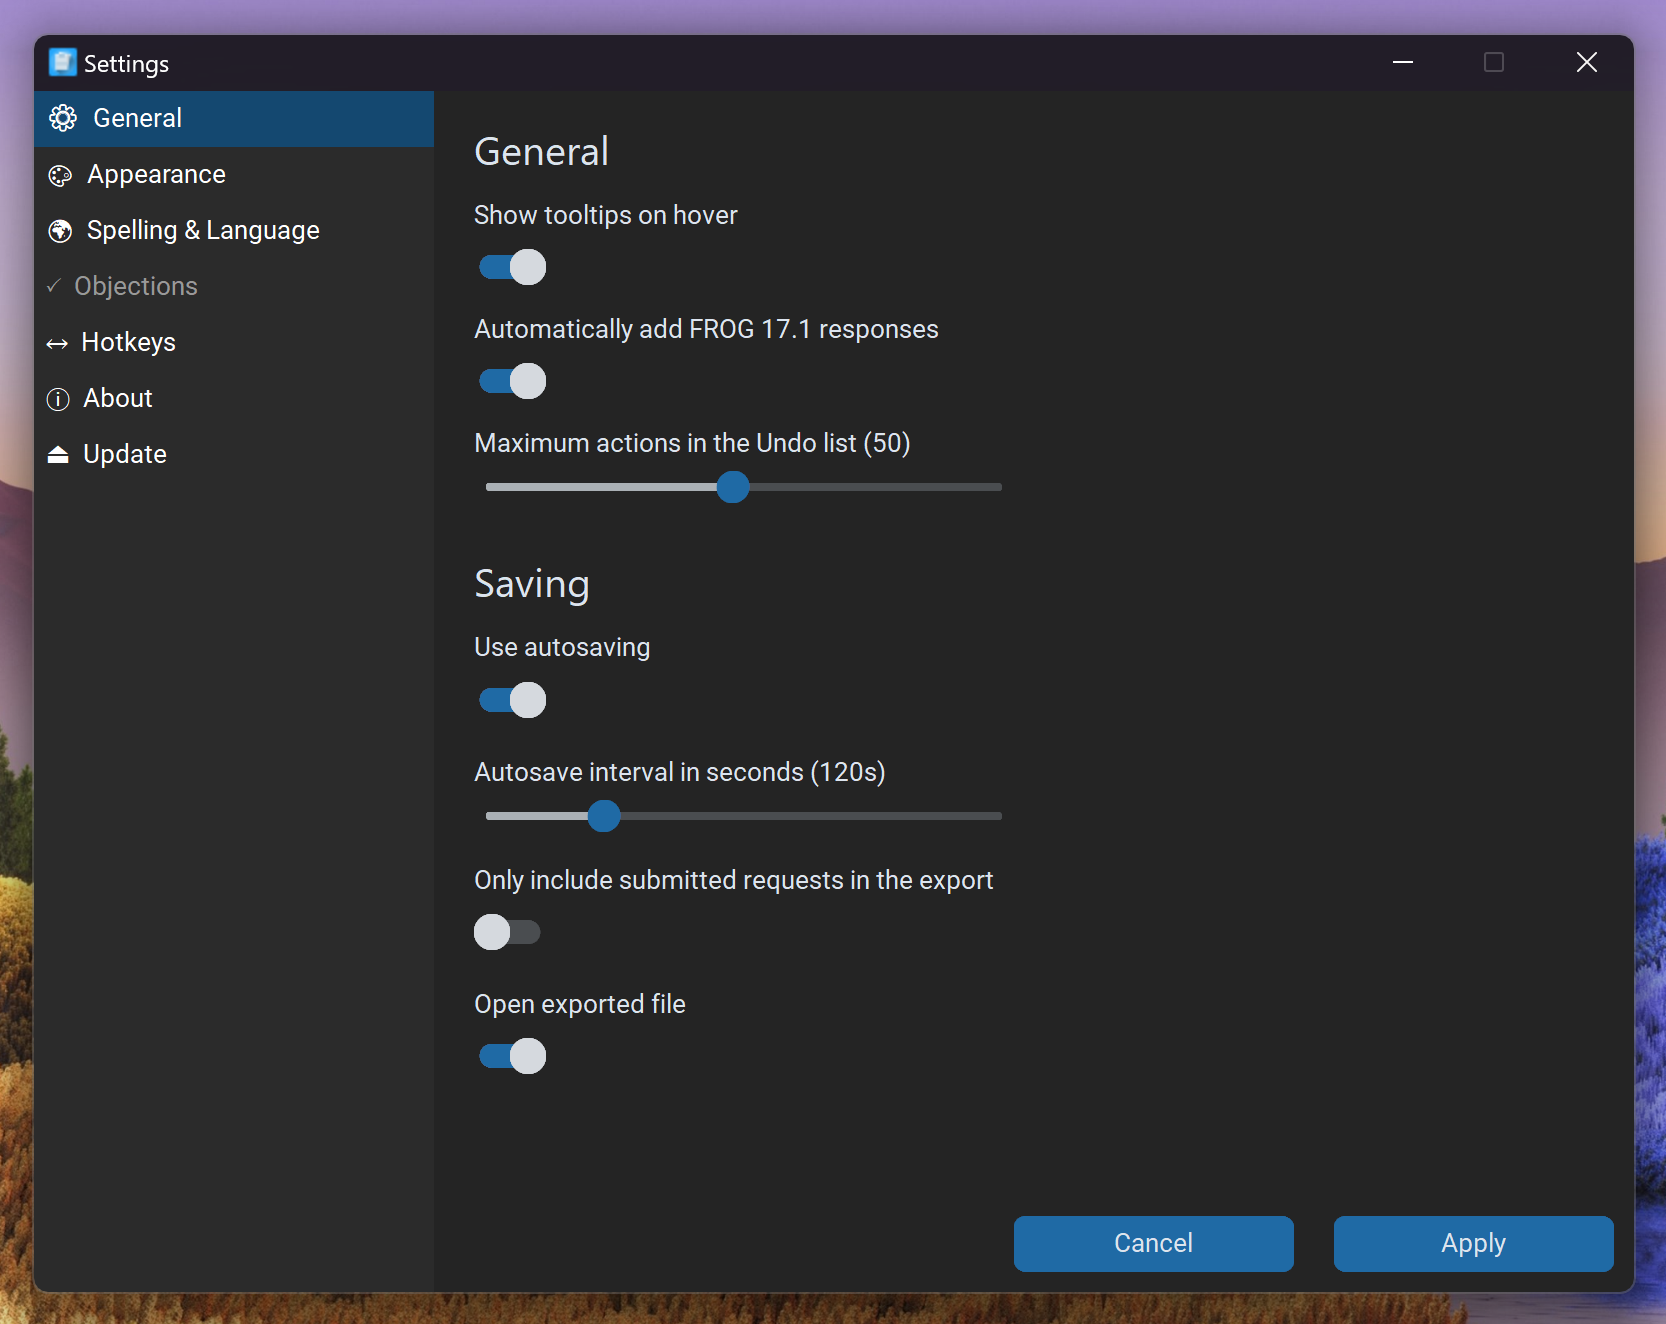 Settings
General
Appearance
Spelling & Language
Objections
Hotkeys
About
Update
General
Show tooltips on hover
Automatically add FROG 17.1 responses
Maximum actions in the Undo list (50)
Saving
Use autosaving
Autosave interval in seconds (120s)
Only include submitted requests in the export
Open exported file
Cancel
Apply